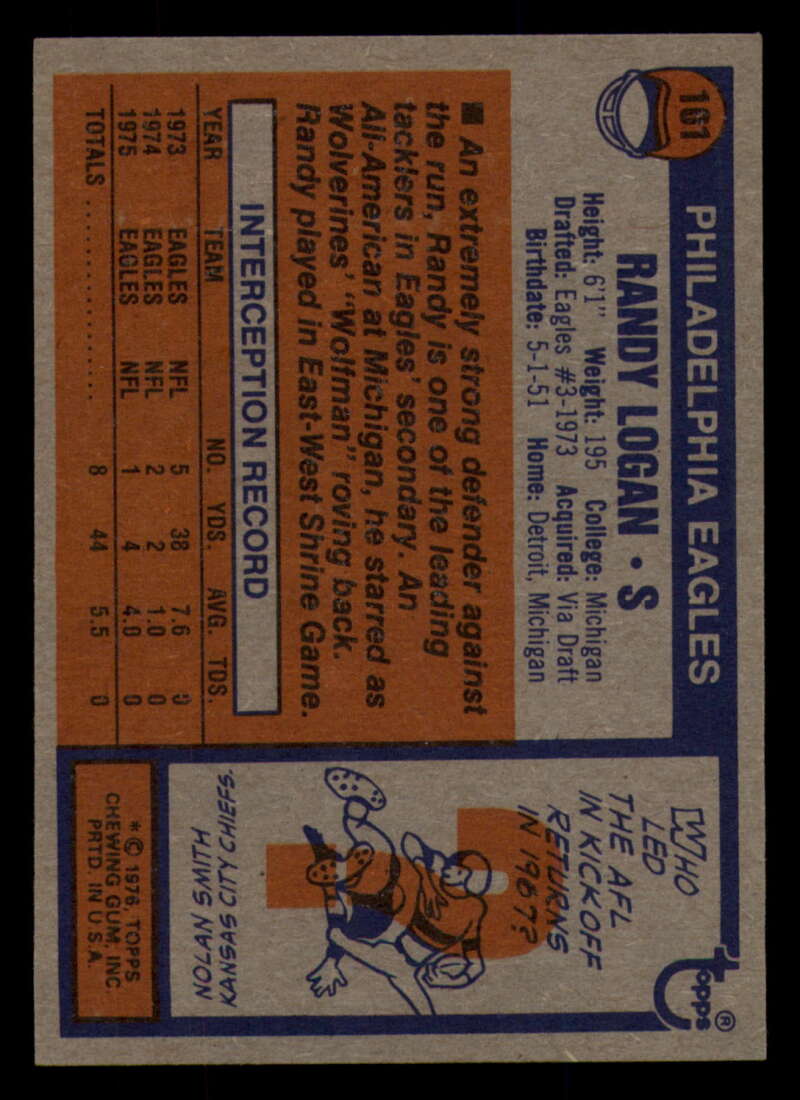 161
PHILADELPHIA EAGLES
RANDY LOGAN • S
Height: 6'1" Weight: 195 College: Michigan
Drafted: Eagles #3-1973 Acquired: Via Draft
Birthdate: 5-1-51 Home: Detroit, Michigan
■ An extremely strong defender against
the run, Randy is one of the leading
tacklers in Eagles' secondary. An
All-American at Michigan, he starred as
Wolverines' "Wolfman" roving back.
Randy played in East-West Shrine Game.
INTERCEPTION RECORD
YEAR TEAM NO. YDS. AVG. TDS.
1973 EAGLES NFL 5 38 7.6 0
1974 EAGLES NFL 2 2 1.0 0
1975 EAGLES NFL 1 4 4.0 0
TOTALS .................... 8 44 5.5 0
topps®
WHO
LED
THE AFL
IN KICKOFF
RETURNS
IN 1967?
NOLAN SMITH
KANSAS CITY CHIEFS.
*© 1976, TOPPS
CHEWING GUM, INC.
PRTD. IN U.S.A.